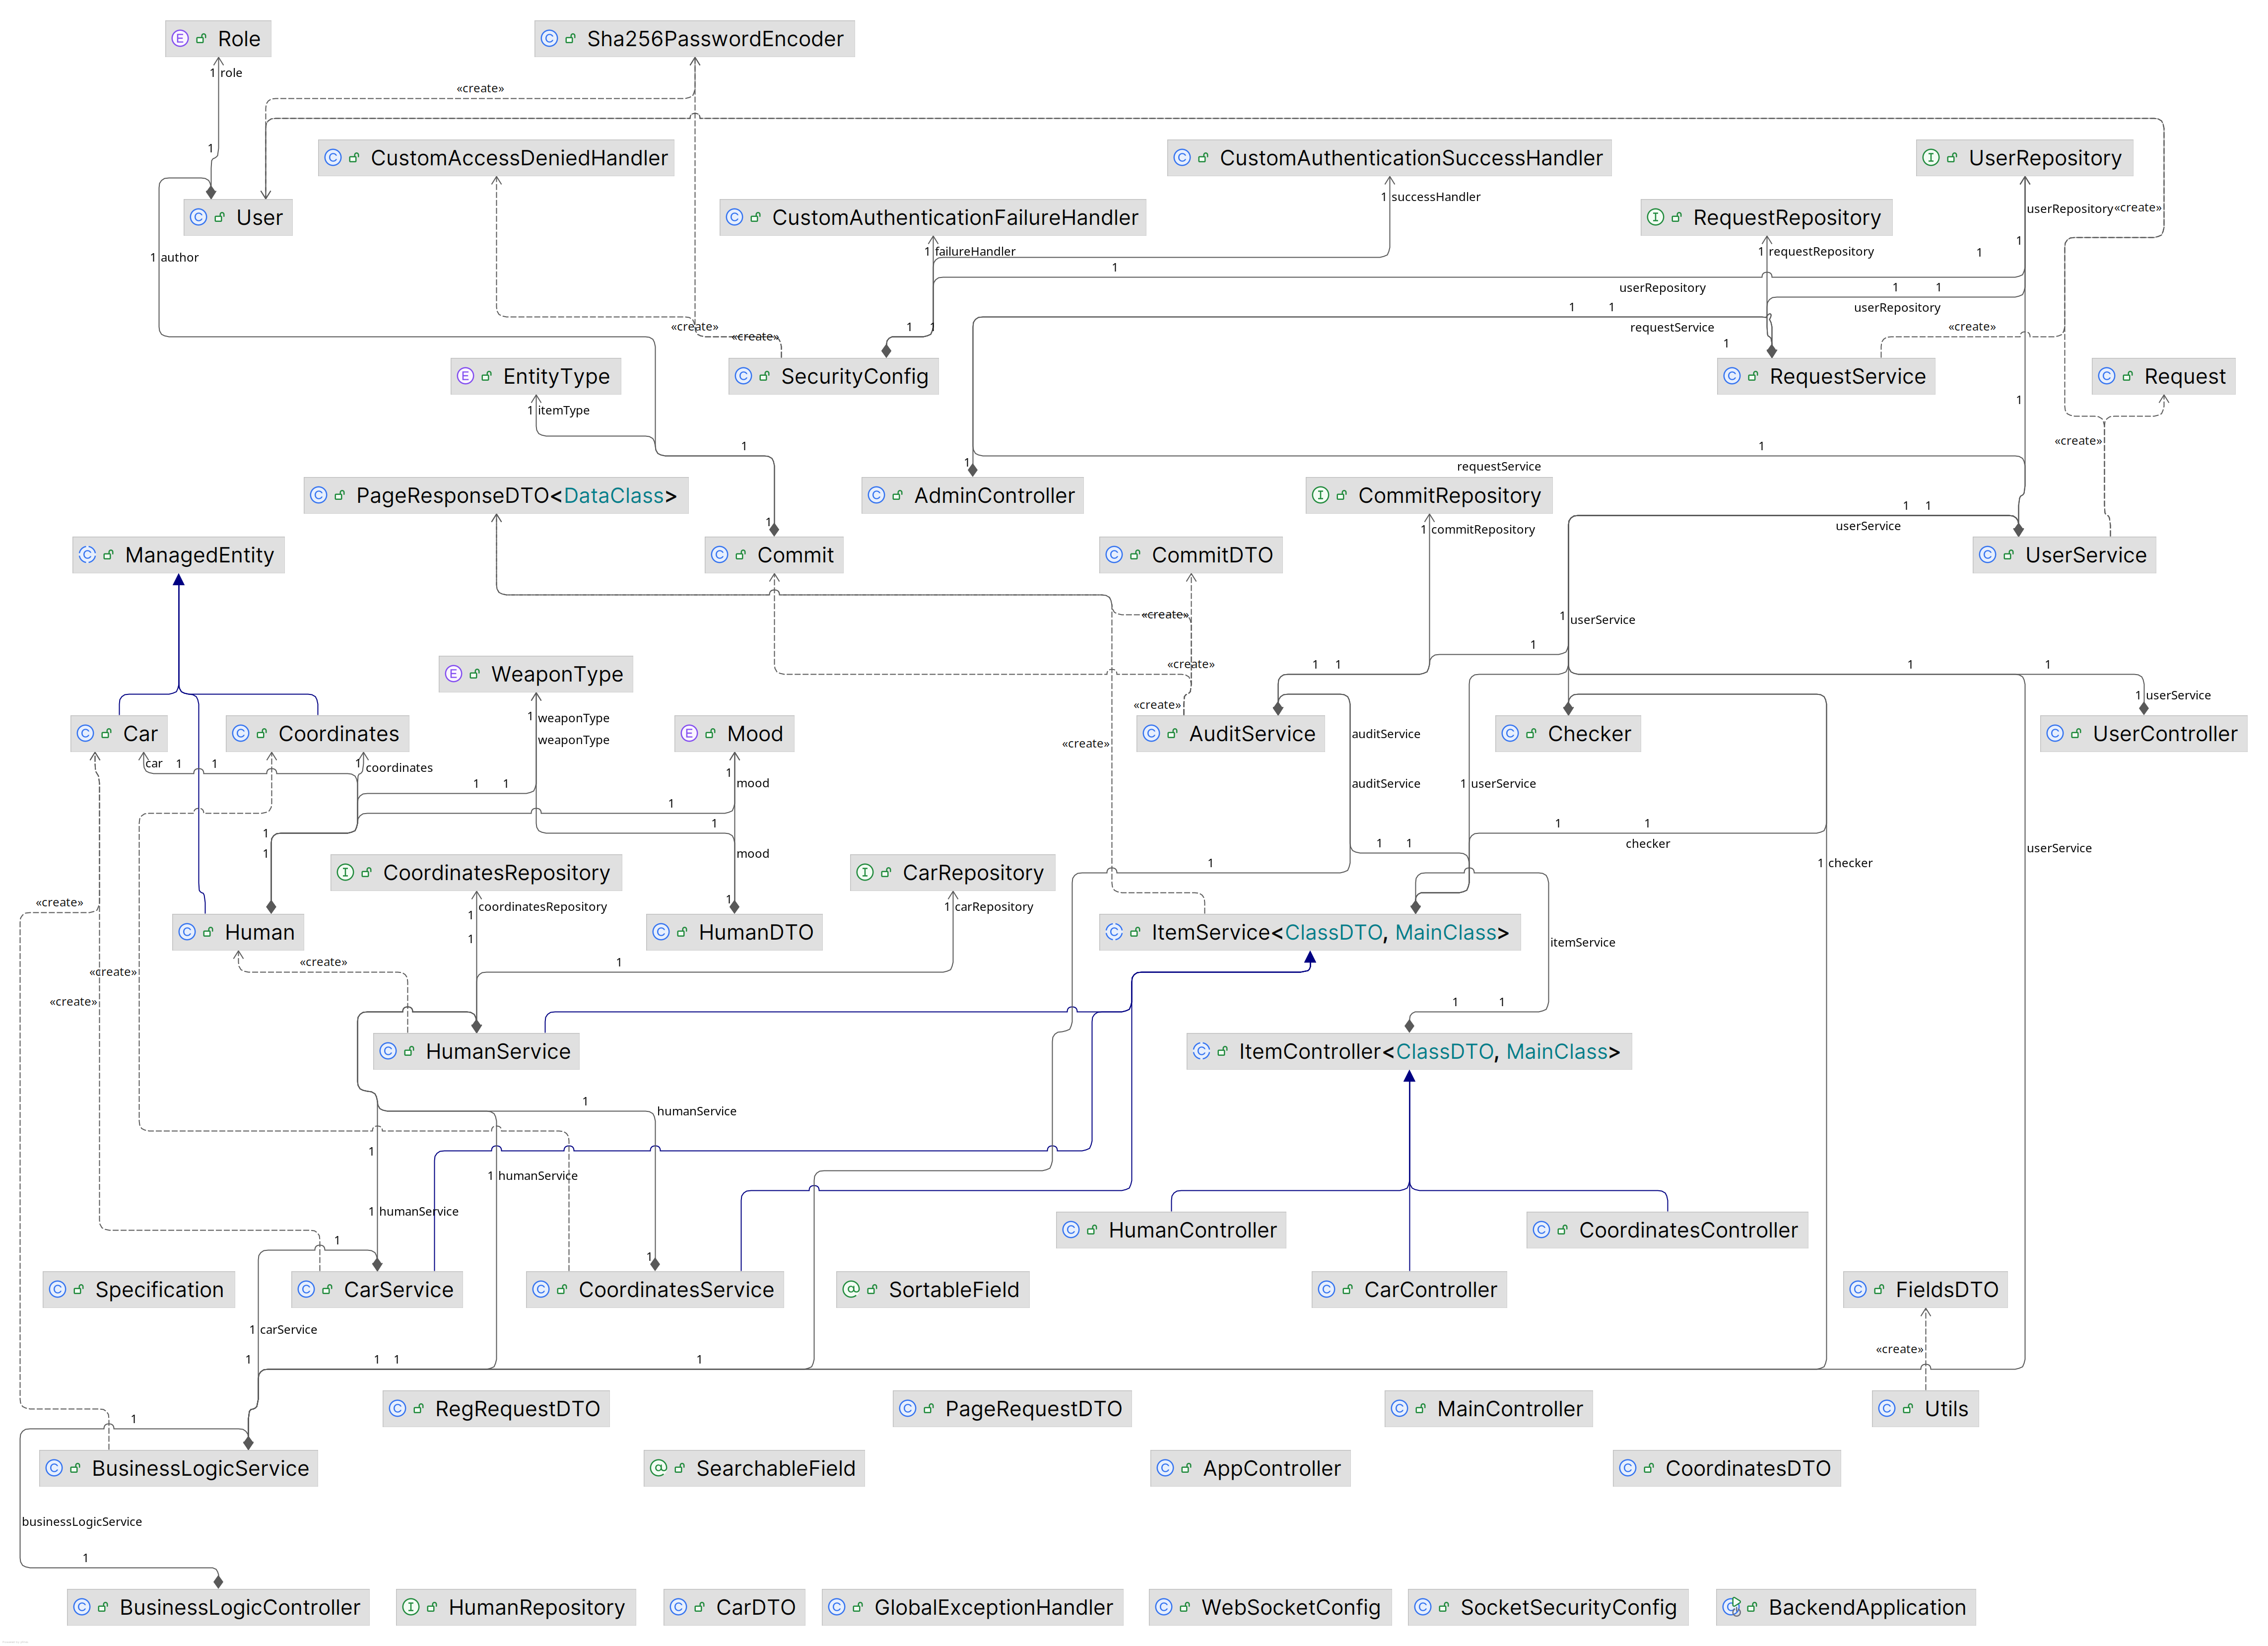 Role
Sha256PasswordEncoder
1 role
«create»
1
CustomAccessDeniedHandler
CustomAuthenticationSuccessHandler
UserRepository
1 successHandler
User
CustomAuthenticationFailureHandler
RequestRepository
userRepository
«create»
1
1 author
1 failureHandler
1 requestRepository
1
1
userRepository
1 1
userRepository
1 1
«create»
«create»
1 1
requestService
«create»
1
EntityType
SecurityConfig
RequestService
Request
1 itemType
1
1
1
«create»
1
requestService
PageResponseDTO<DataClass>
AdminController
CommitRepository
1 1
1
1 commitRepository
userService
ManagedEntity
Commit
CommitDTO
UserService
«create»
1 userService
1
«create»
1 1
1
1
WeaponType
«create»
1 userService
1 weaponType
Car
Coordinates
weaponType
Mood
AuditService
auditService
Checker
UserController
«create»
car 1 1
1 coordinates
1 1
1
mood
auditService
1 userService
1
1
1
1 1
1
checker
1
mood
1 1
userService
1
1 checker
CoordinatesRepository
CarRepository
«create»
1
coordinatesRepository
1
1 carRepository
Human
HumanDTO
ItemService<ClassDTO, MainClass>
1
itemService
«create»
1
«create»
«create»
1 1
HumanService
ItemController<ClassDTO, MainClass>
1
humanService
1
1 humanService
1 humanService
HumanController
CoordinatesController
1
1
Specification
CarService
CoordinatesService
SortableField
CarController
FieldsDTO
1 carService
«create»
1
1 1
1
RegRequestDTO
PageRequestDTO
MainController
Utils
1
BusinessLogicService
SearchableField
AppController
CoordinatesDTO
businessLogicService
1
BusinessLogicController
HumanRepository
CarDTO
GlobalExceptionHandler
WebSocketConfig
SocketSecurityConfig
BackendApplication